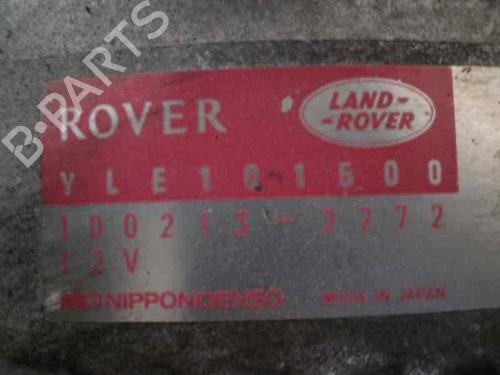 B-PARTS
ROVER
LAND-
-ROVER
YLE101500
100213-2272
12V
NIPPONDENSO MADE IN JAPAN